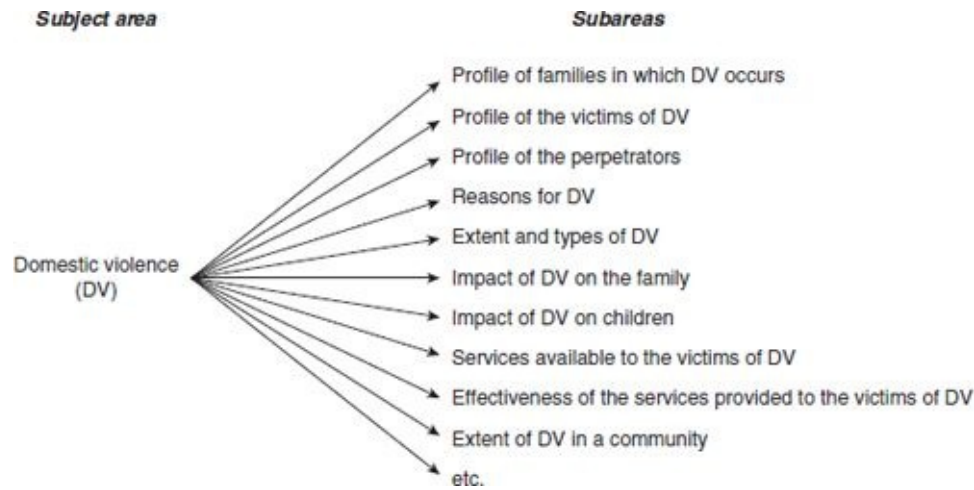 Subject area
Subareas
Profile of families in which DV occurs
Profile of the victims of DV
Profile of the perpetrators
Reasons for DV
Extent and types of DV
Domestic violence
(DV)
Impact of DV on the family
Impact of DV on children
Services available to the victims of DV
Effectiveness of the services provided to the victims of DV
Extent of DV in a community
etc.